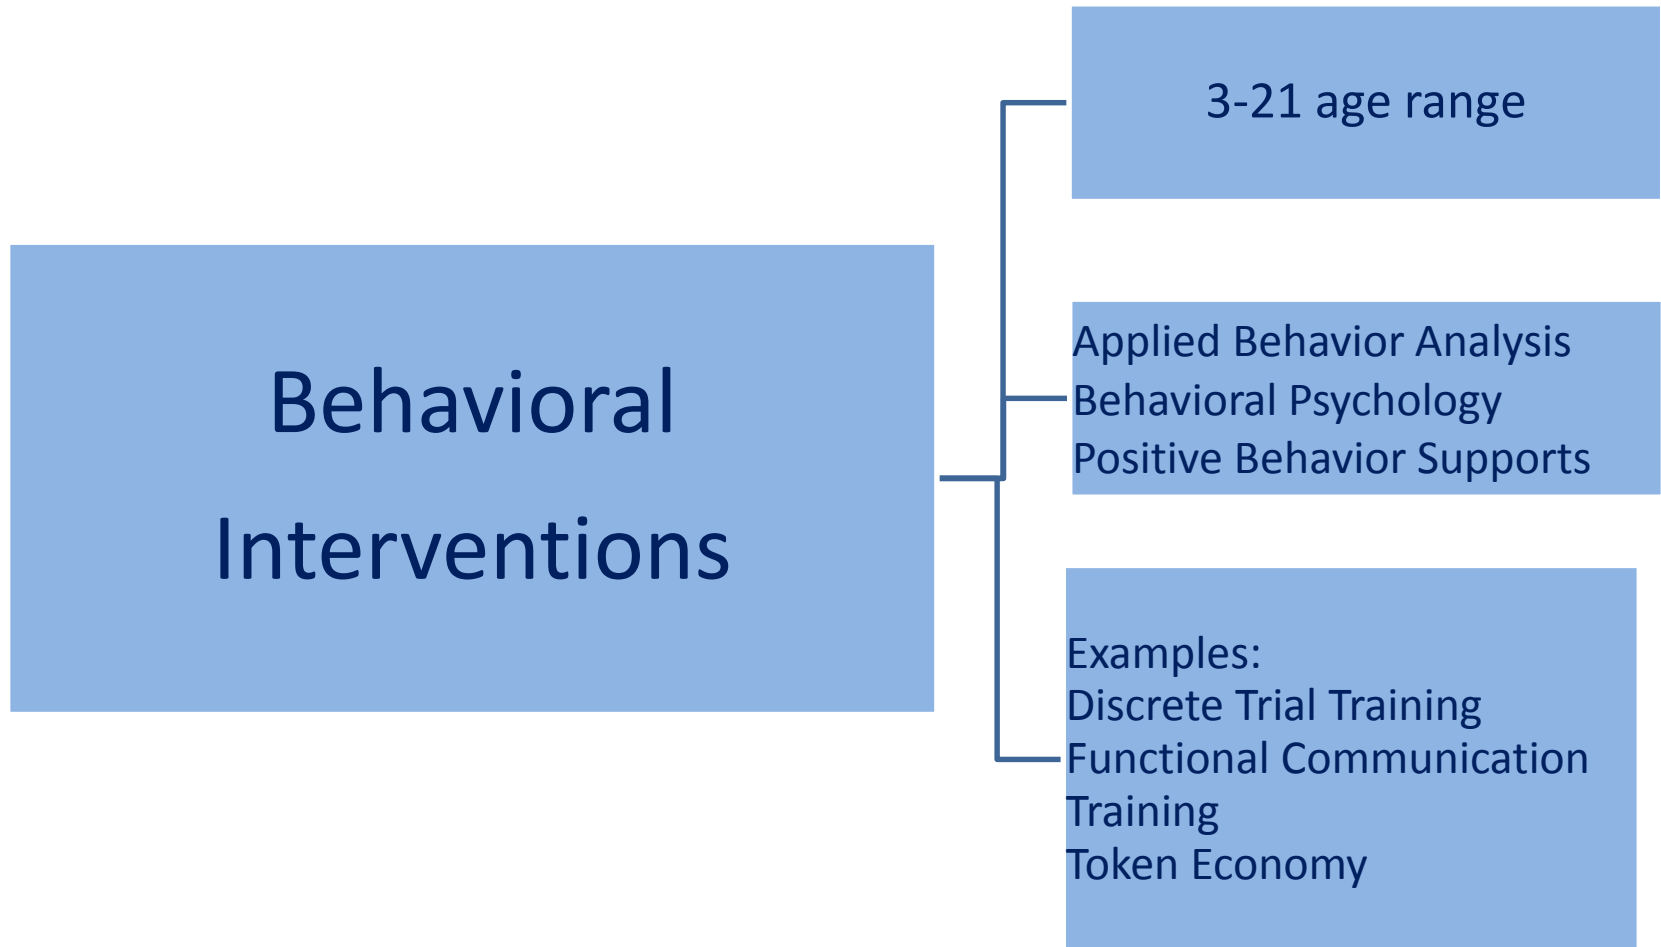 Behavioral
Interventions
3-21 age range
Applied Behavior Analysis
Behavioral Psychology
Positive Behavior Supports
Examples:
Discrete Trial Training
Functional Communication
Training
Token Economy